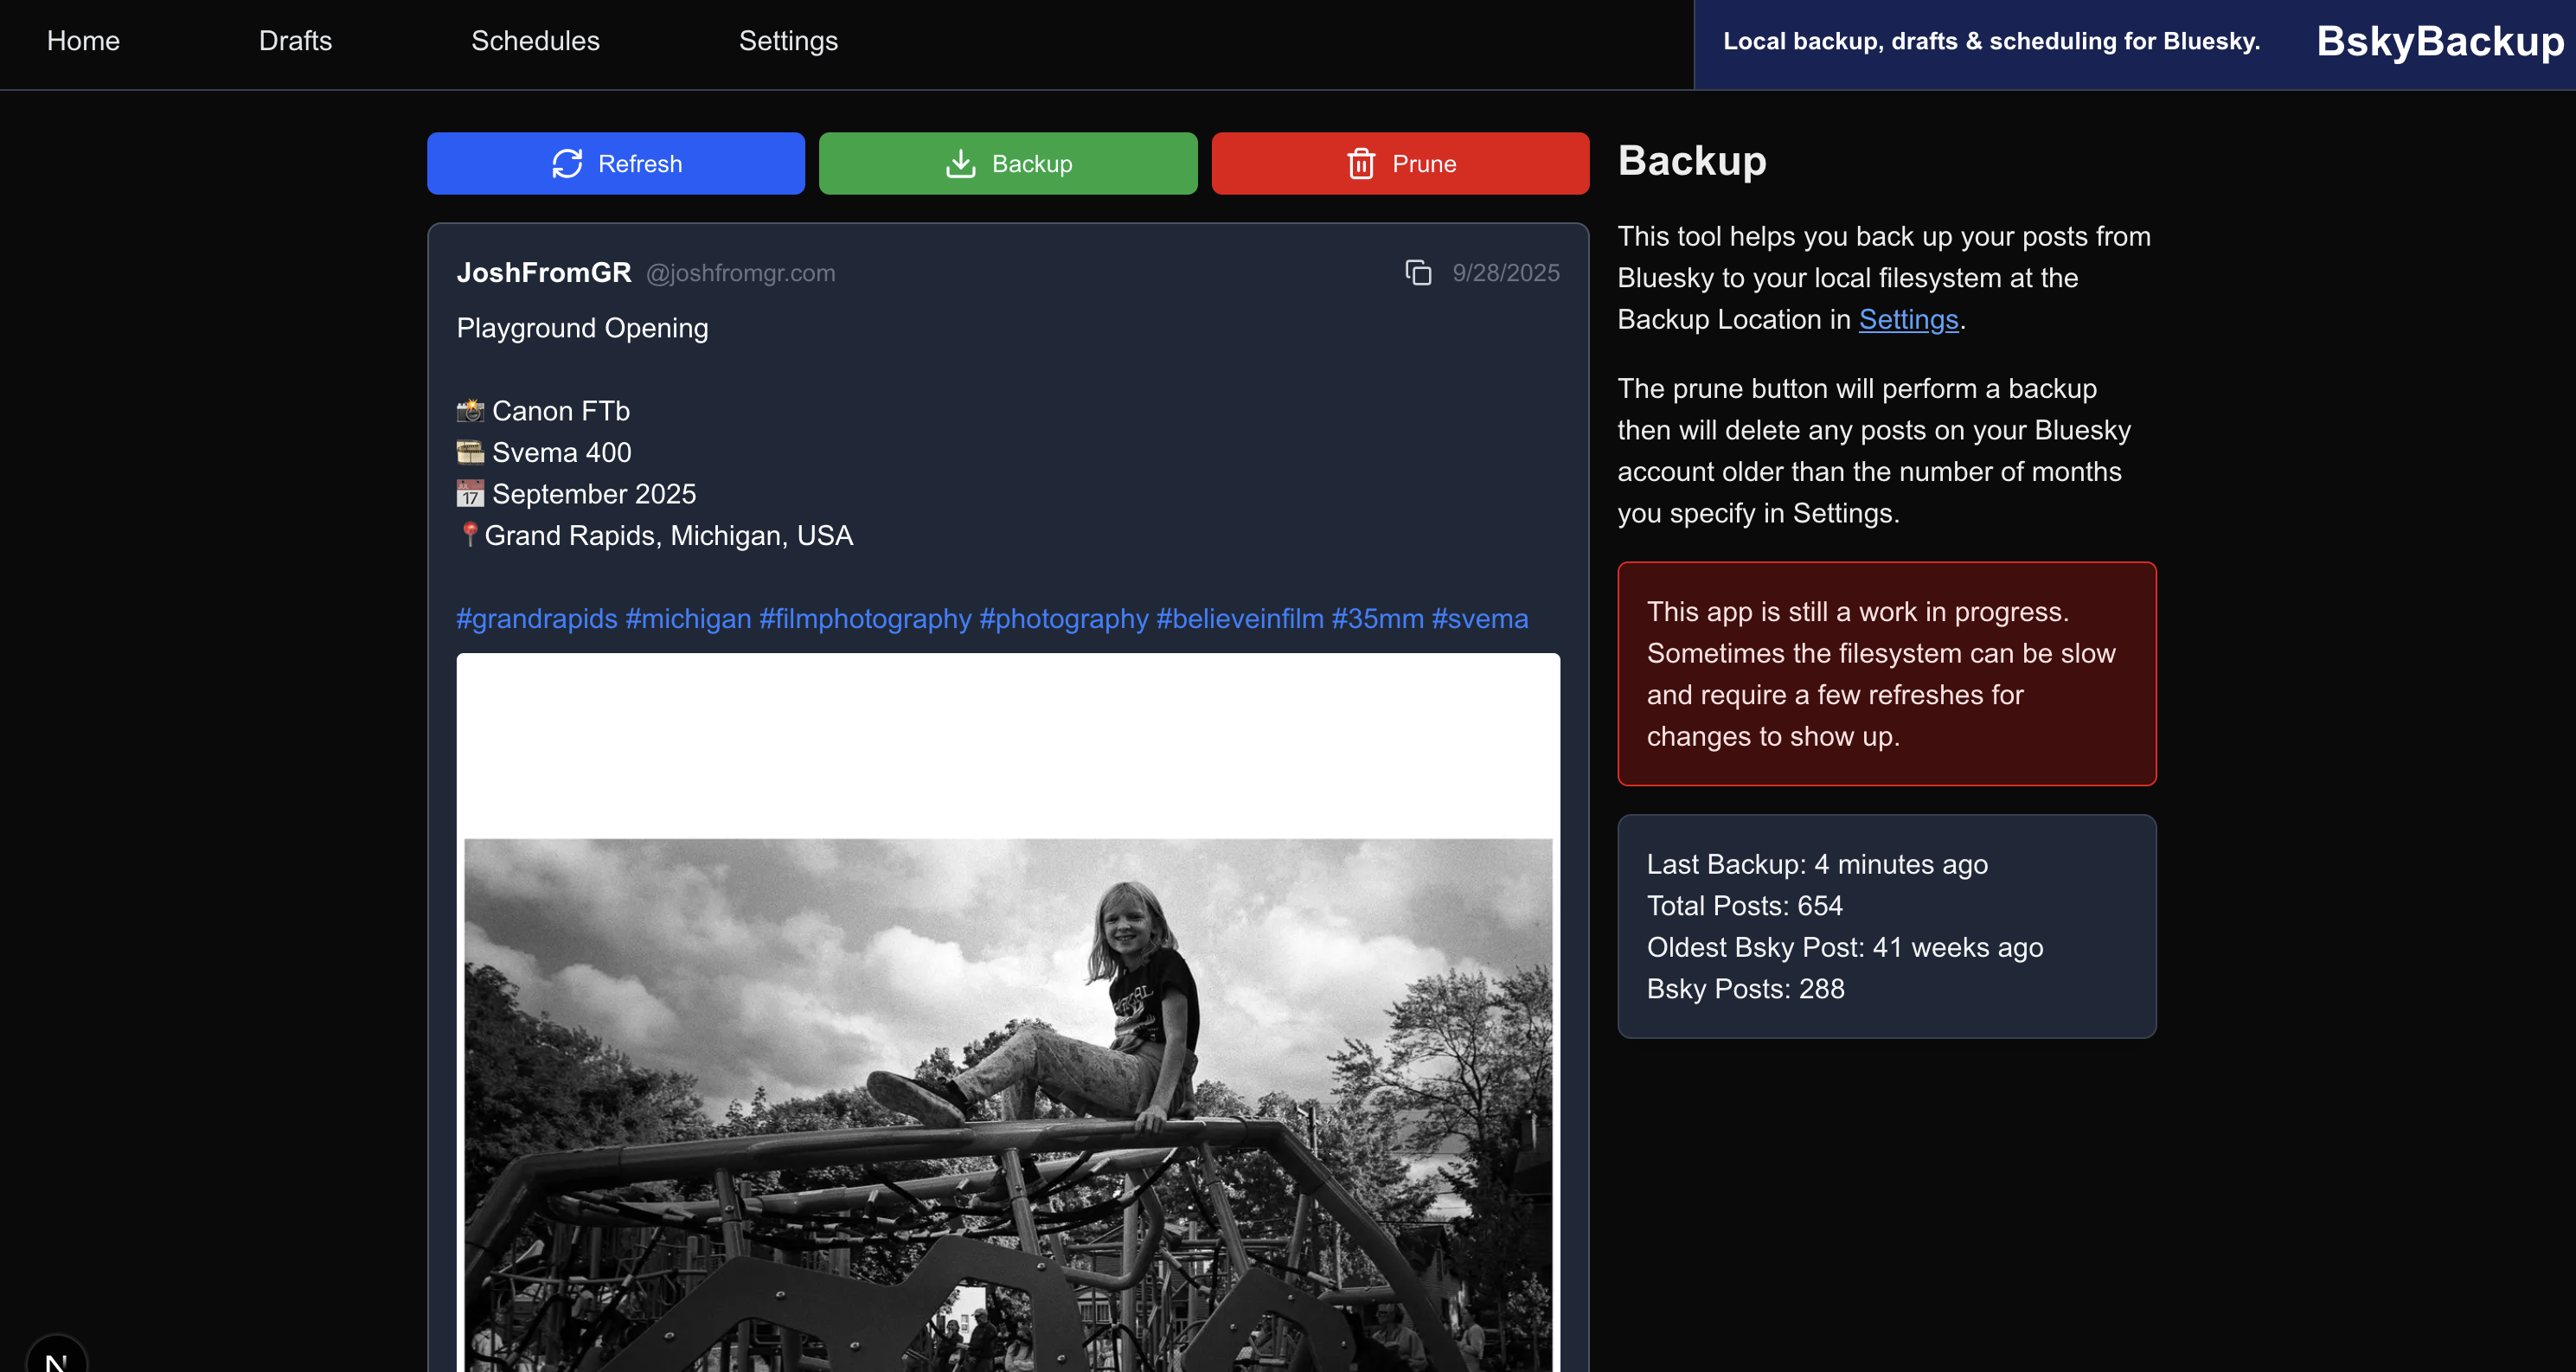 Home Drafts Schedules Settings Local backup, drafts & scheduling for Bluesky. BskyBackup
Refresh Backup Prune
JoshFromGR @joshfromgr.com 9/28/2025
Playground Opening
📸 Canon FTb
🎞️ Svema 400
📅 September 2025
📍Grand Rapids, Michigan, USA
#grandrapids #michigan #filmphotography #photography #believeinfilm #35mm #svema
Backup
This tool helps you back up your posts from
Bluesky to your local filesystem at the
Backup Location in Settings.
The prune button will perform a backup
then will delete any posts on your Bluesky
account older than the number of months
you specify in Settings.
This app is still a work in progress.
Sometimes the filesystem can be slow
and require a few refreshes for
changes to show up.
Last Backup: 4 minutes ago
Total Posts: 654
Oldest Bsky Post: 41 weeks ago
Bsky Posts: 288
N